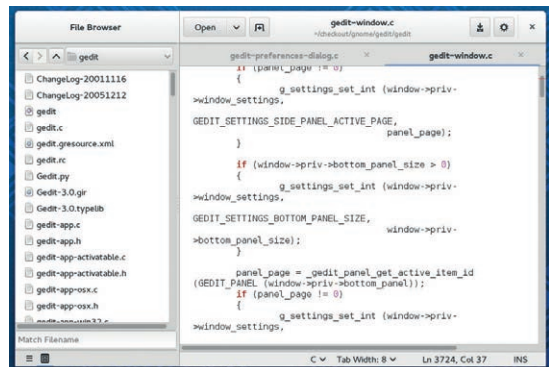 File Browser
Open
gedit-window.c
~/checkout/gnome/gedit/gedit
gedit
gedit-preferences-dialog.c
gedit-window.c
ChangeLog-20011116
ChangeLog-20051212
gedit
gedit.c
gedit.gresource.xml
gedit.rc
Gedit.py
Gedit-3.0.gir
Gedit-3.0.typelib
gedit-app.c
gedit-app.h
gedit-app-activatable.c
gedit-app-activatable.h
gedit-app-osx.c
gedit-app-osx.h
gedit-app-win32.c
Match Filename
if (panel_page != 0)
{
g_settings_set_int (window->priv-
>window_settings,
GEDIT_SETTINGS_SIDE_PANEL_ACTIVE_PAGE,
panel_page);
}
if (window->priv->bottom_panel_size > 0)
{
g_settings_set_int (window->priv-
>window_settings,
GEDIT_SETTINGS_BOTTOM_PANEL_SIZE,
window->priv-
>bottom_panel_size);
}
panel_page = _gedit_panel_get_active_item_id
(GEDIT_PANEL (window->priv->bottom_panel));
if (panel_page != 0)
{
g_settings_set_int (window->priv-
>window_settings,
C Tab Width: 8 Ln 3724, Col 37 INS